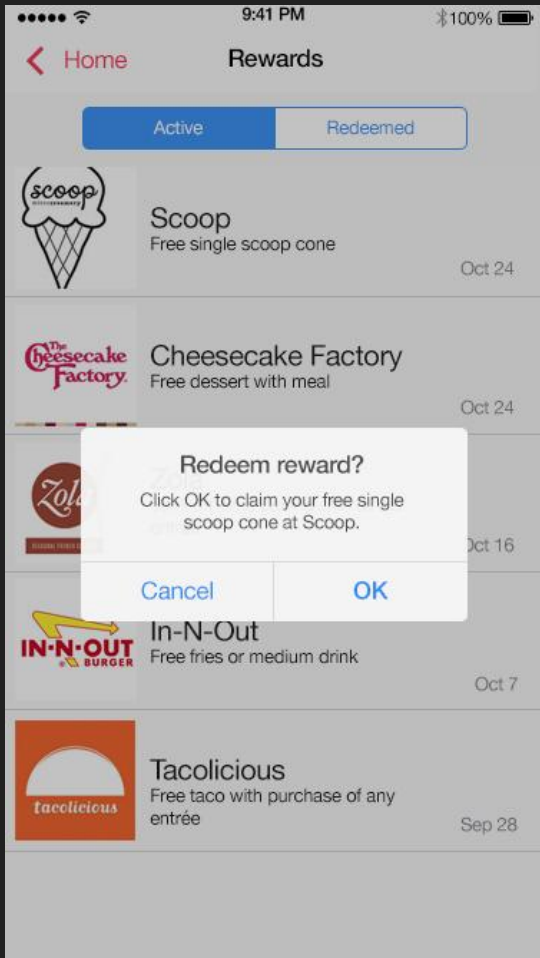 9:41 PM
100%
Home
Rewards
Active
Redeemed
scoop
Scoop
Free single scoop cone
Oct 24
The
Cheesecake
Factory.
Cheesecake Factory
Free dessert with meal
Oct 24
Zola
Redeem reward?
Click OK to claim your free single
scoop cone at Scoop.
Oct 16
Cancel
OK
IN-N-OUT
BURGER
In-N-Out
Free fries or medium drink
Oct 7
tacolicious
Tacolicious
Free taco with purchase of any
entrée
Sep 28